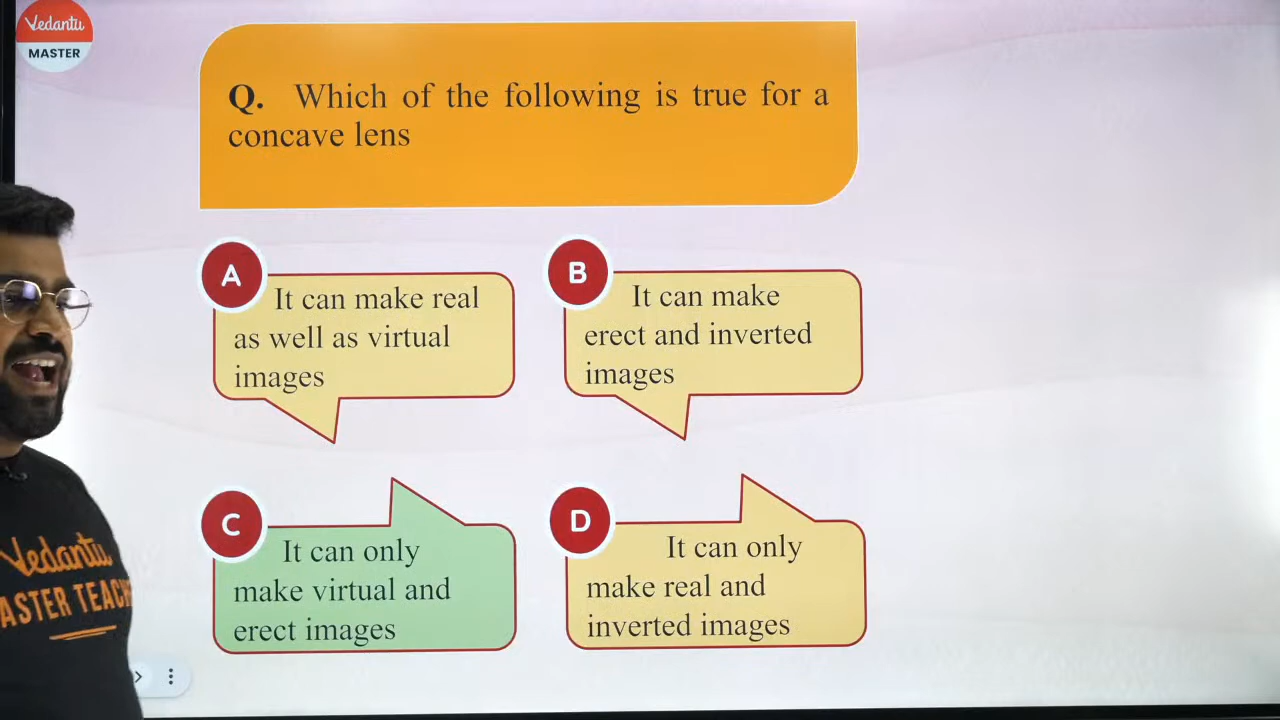 Vedantu
MASTER
Q. Which of the following is true for a
concave lens
A
It can make real
as well as virtual
images
B
It can make
erect and inverted
images
C
It can only
make virtual and
erect images
D
It can only
make real and
inverted images
Vedantu
ASTER TEACH